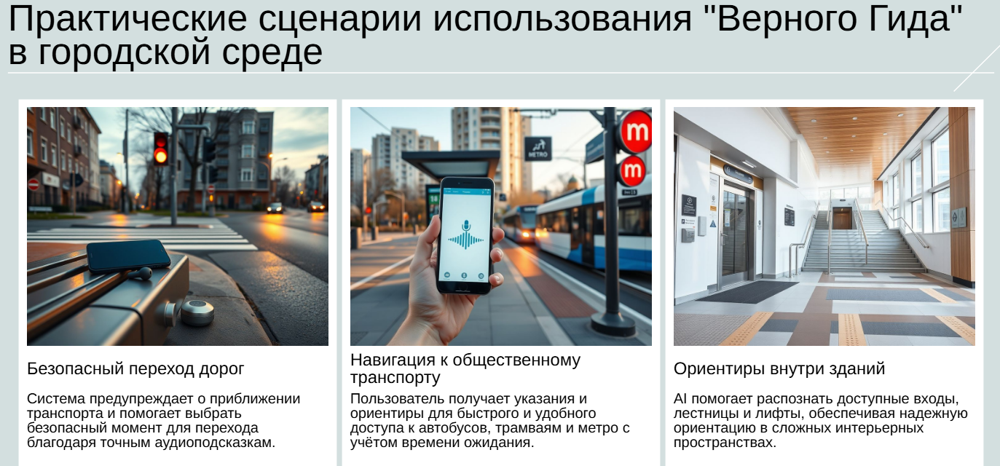 Практические сценарии использования "Верного Гида"
в городской среде
m
METRO
m
Безопасный переход дорог
Система предупреждает о приближении
транспорта и помогает выбрать
безопасный момент для перехода
благодаря точным аудиоподсказкам.
Навигация к общественному
транспорту
Пользователь получает указания и
ориентиры для быстрого и удобного
доступа к автобусов, трамваям и метро с
учётом времени ожидания.
Ориентиры внутри зданий
AI помогает распознать доступные входы,
лестницы и лифты, обеспечивая надежную
ориентацию в сложных интерьерных
пространствах.